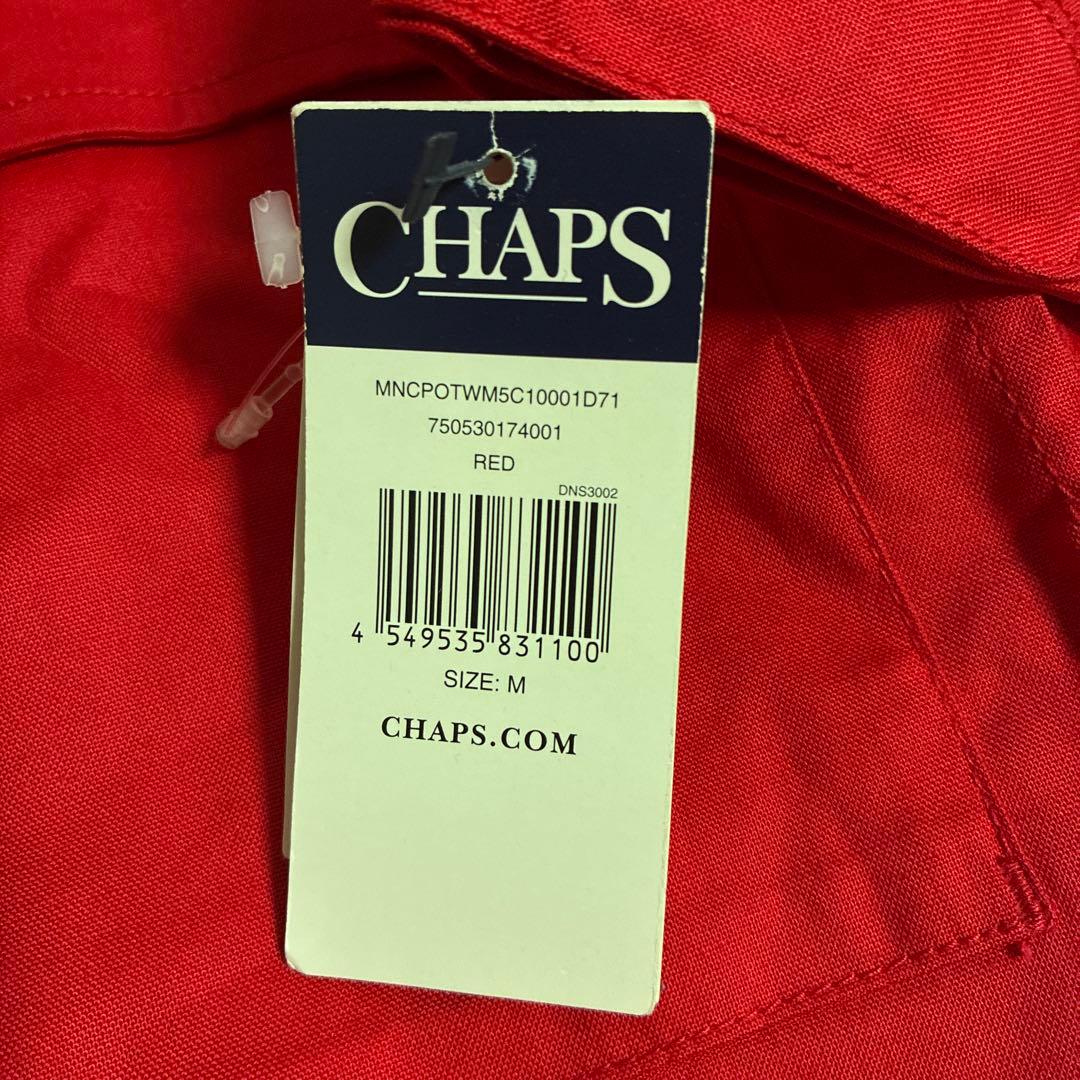 CHAPS
MNCPOTWM5C10001D71
750530174001
RED
DNS3002
4 549535 831100
SIZE: M
CHAPS.COM